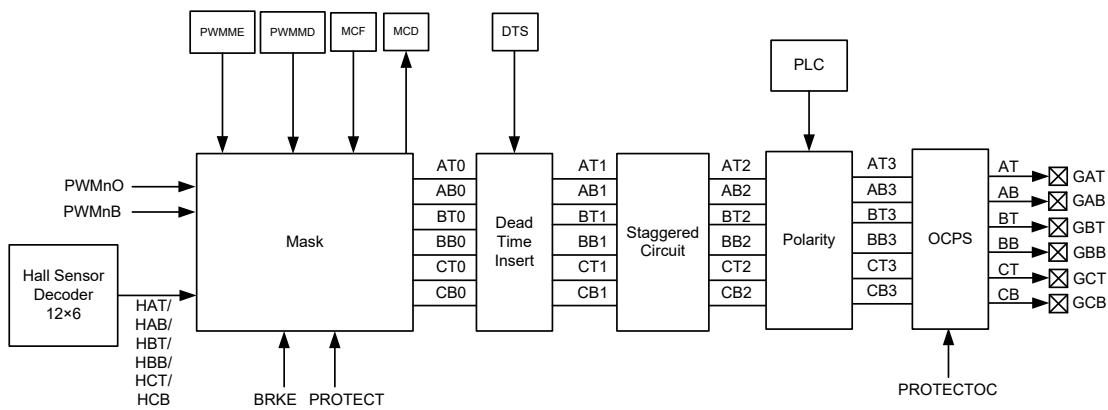 PWMME
PWMMD
MCF
MCD
DTS
PLC
PWMnO
PWMnB
Hall Sensor
Decoder
12×6
HAT/
HAB/
HBT/
HBB/
HCT/
HCB
Mask
BRKE
PROTECT
AT0
AB0
BT0
BB0
CT0
CB0
Dead
Time
Insert
AT1
AB1
BT1
BB1
CT1
CB1
Staggered
Circuit
AT2
AB2
BT2
BB2
CT2
CB2
Polarity
AT3
AB3
BT3
BB3
CT3
CB3
OCPS
PROTECTOC
AT
AB
BT
BB
CT
CB
GAT
GAB
GBT
GBB
GCT
GCB